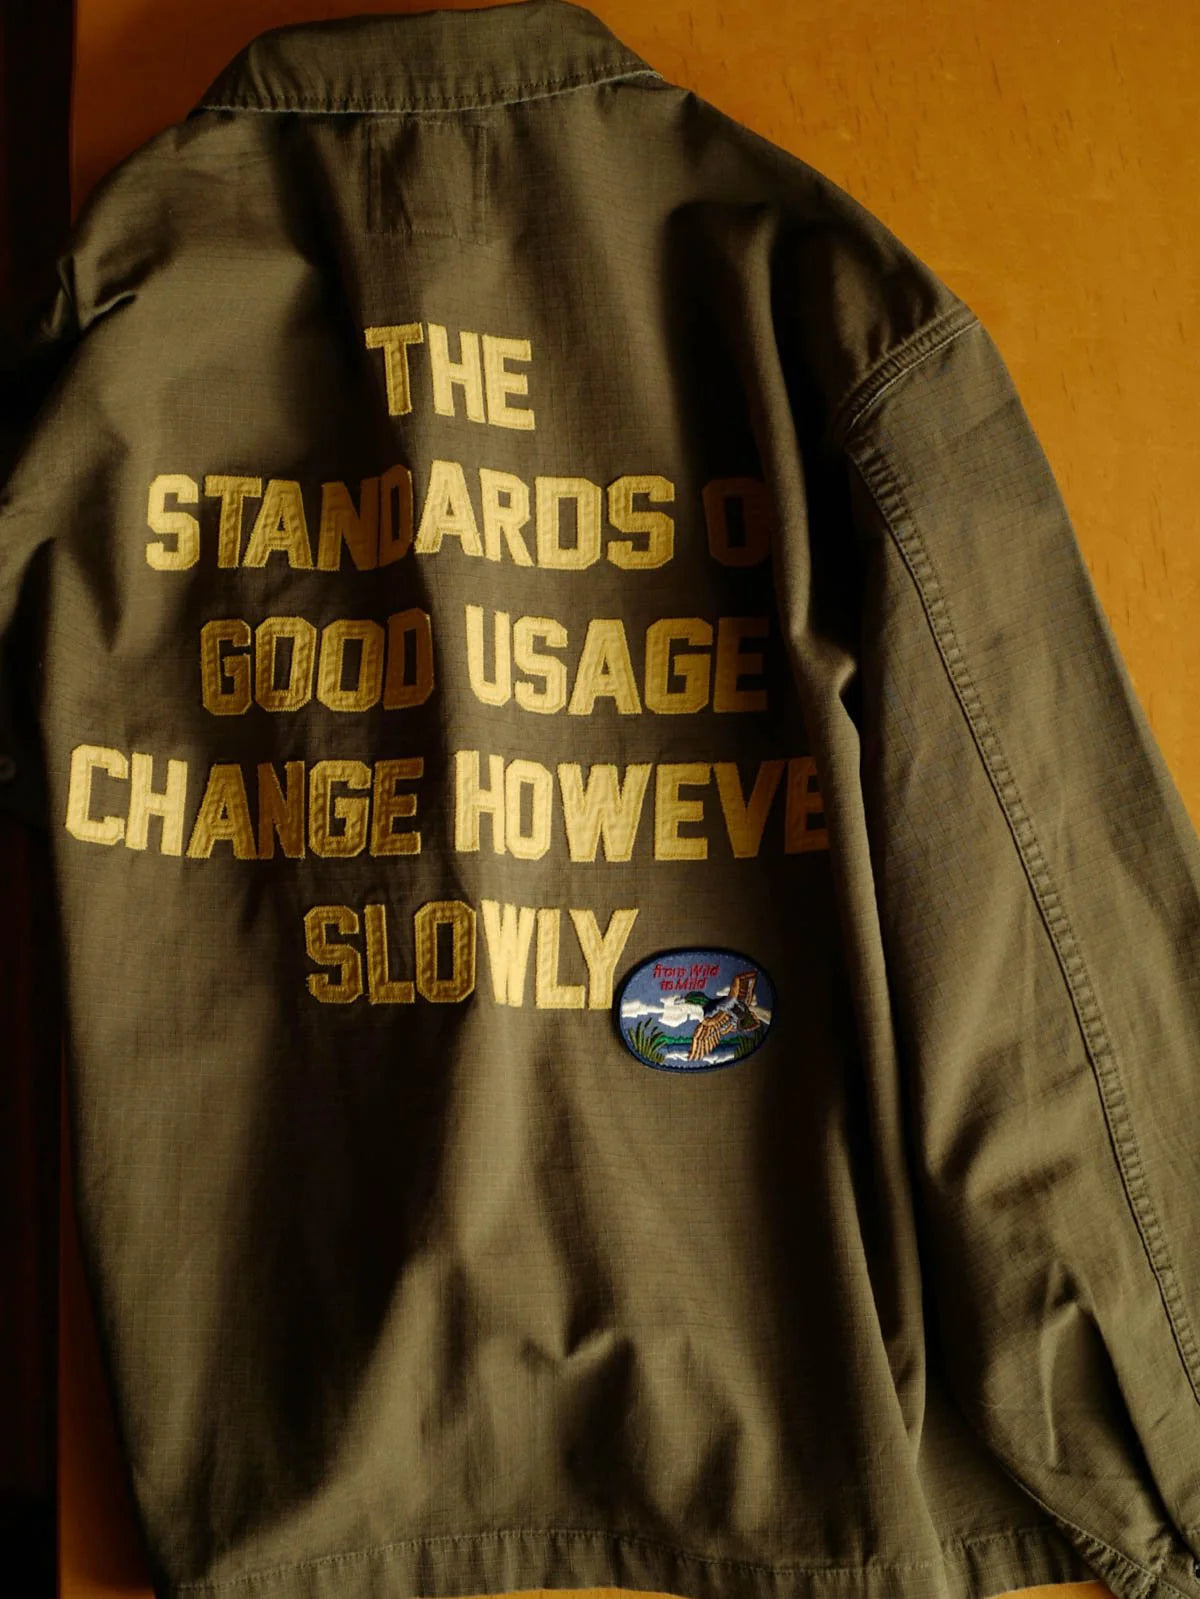 THE
STANDARDS O
GOOD USAGE
CHANGE HOWEVE
SLOWLY
from Wild
to Mild